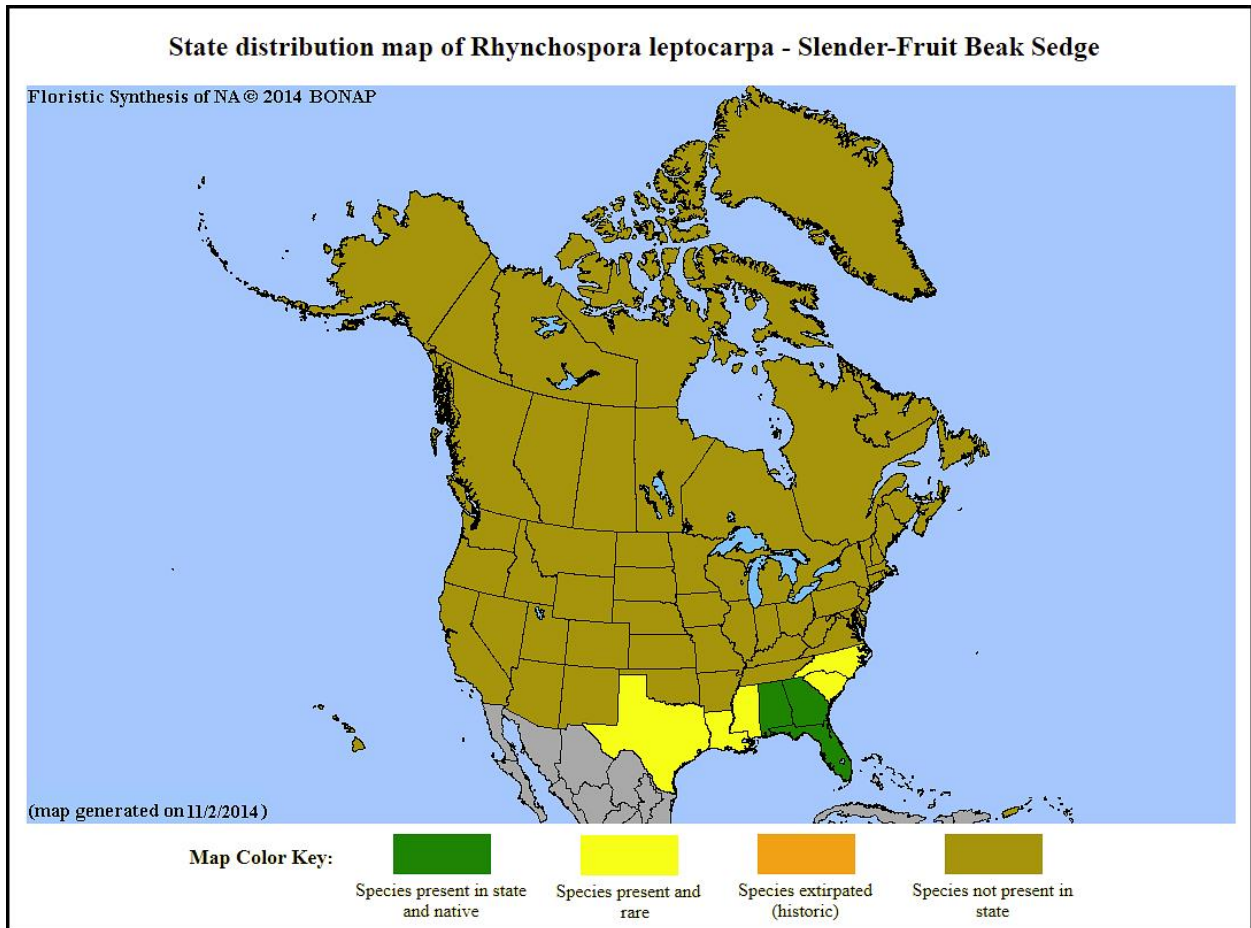 State distribution map of Rhynchospora leptocarpa - Slender-Fruit Beak Sedge
Floristic Synthesis of NA © 2014 BONAP
(map generated on 11/2/2014)
Map Color Key:
Species present in state
and native
Species present and
rare
Species extirpated
(historic)
Species not present in
state